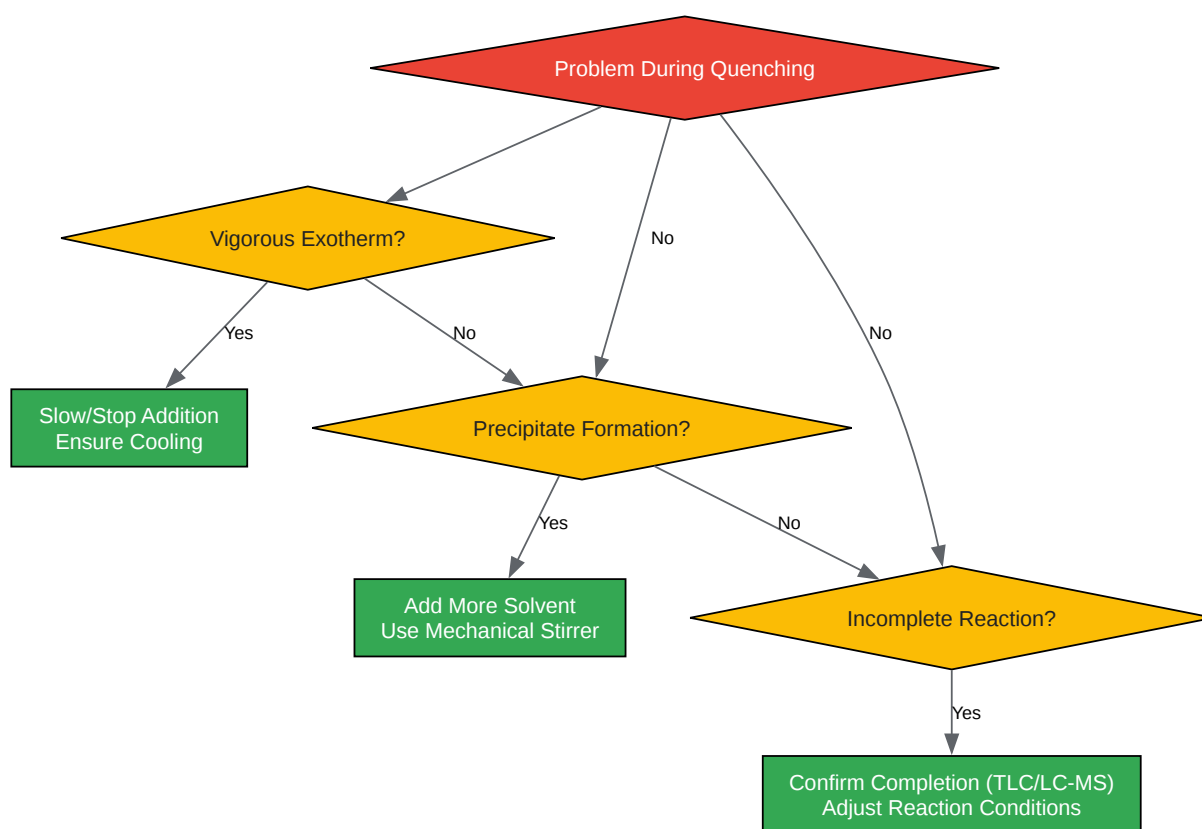 Problem During Quenching
Vigorous Exotherm?
No
No
Yes
No
Slow/Stop Addition
Ensure Cooling
Precipitate Formation?
Yes
No
Add More Solvent
Use Mechanical Stirrer
Incomplete Reaction?
Yes
Confirm Completion (TLC/LC-MS)
Adjust Reaction Conditions